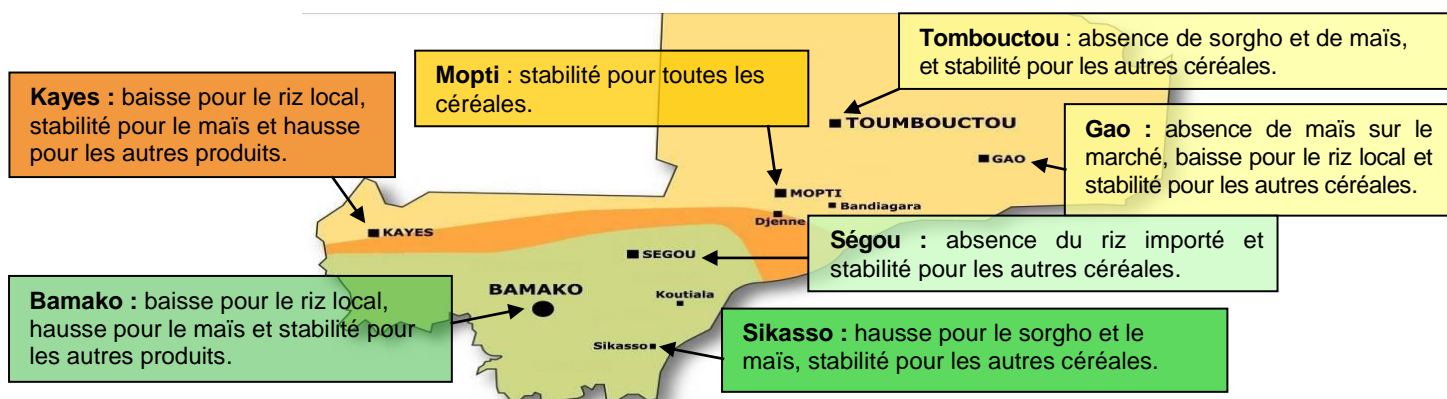 Tombouctou : absence de sorgho et de maïs,
et stabilité pour les autres céréales.
Mopti : stabilité pour toutes les
céréales.
Kayes : baisse pour le riz local,
stabilité pour le maïs et hausse
pour les autres produits.
TOUMBOUCTOU
Gao : absence de maïs sur le
marché, baisse pour le riz local et
stabilité pour les autres céréales.
GAO
MOPTI
Bandiagara
Djenne
KAYES
Ségou : absence du riz importé et
stabilité pour les autres céréales.
SEGOU
Bamako : baisse pour le riz local,
hausse pour le maïs et stabilité pour
les autres produits.
BAMAKO
Koutiala
Sikasso
Sikasso : hausse pour le sorgho et le
maïs, stabilité pour les autres céréales.